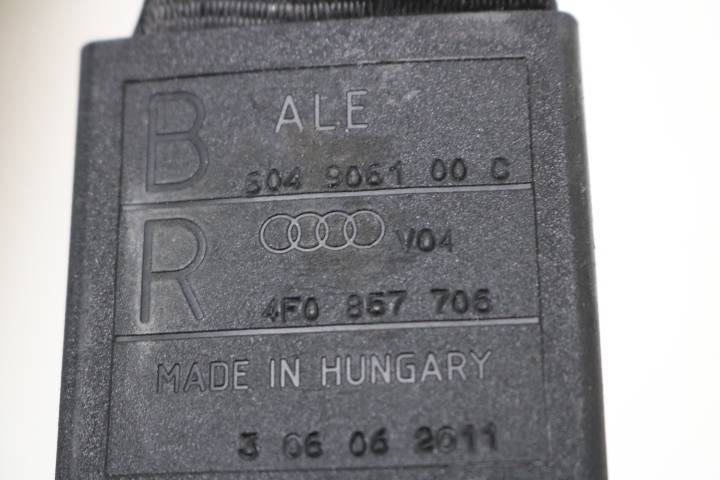 B ALE
604 9061 00 C
R V04
4F0 857 706
MADE IN HUNGARY
3 06 06 2011